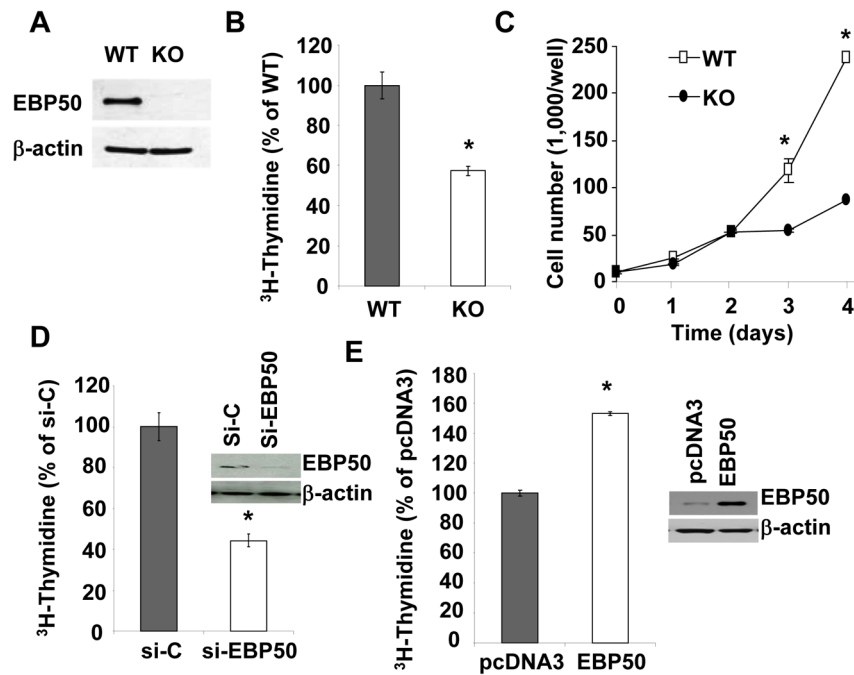 A
WT KO
EBP50
β-actin
B
³H-Thymidine (% of WT)
120
100
80
60
40
20
0
*
WT KO
C
Cell number (1,000/well)
250
200
150
100
50
0
WT
KO
*
*
0 1 2 3 4
Time (days)
D
³H-Thymidine (% of si-C)
120
100
80
60
40
20
0
Si-C
Si-EBP50
EBP50
β-actin
*
si-C si-EBP50
E
³H-Thymidine (% of pcDNA3)
180
160
140
120
100
80
60
40
20
0
*
pcDNA3 EBP50
pcDNA3
EBP50
EBP50
β-actin